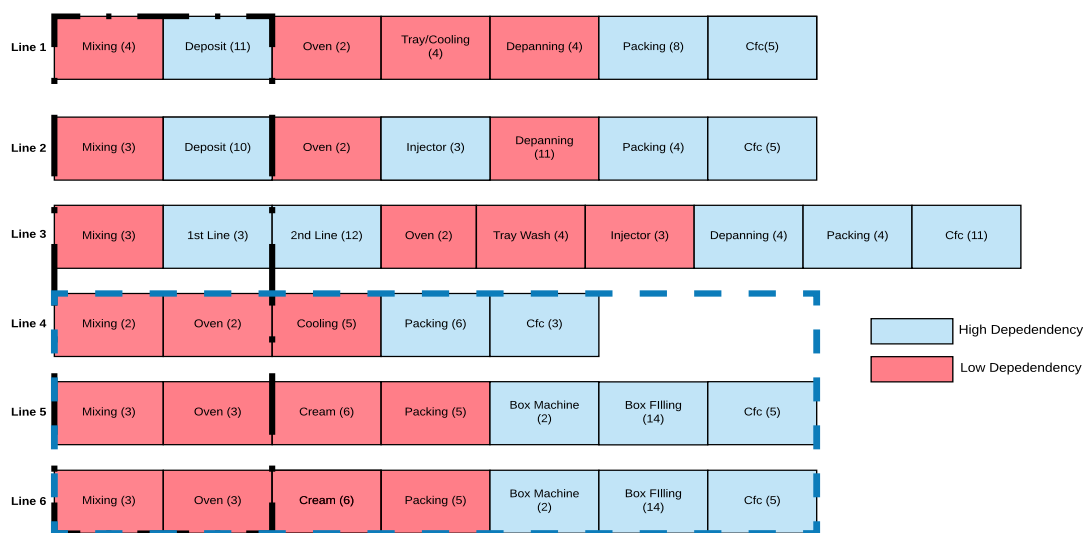 Line 1
Mixing (4)
Deposit (11)
Oven (2)
Tray/Cooling
(4)
Depanning (4)
Packing (8)
Cfc(5)
Line 2
Mixing (3)
Deposit (10)
Oven (2)
Injector (3)
Depanning
(11)
Packing (4)
Cfc (5)
Line 3
Mixing (3)
1st Line (3)
2nd Line (12)
Oven (2)
Tray Wash (4)
Injector (3)
Depanning (4)
Packing (4)
Cfc (11)
Line 4
Mixing (2)
Oven (2)
Cooling (5)
Packing (6)
Cfc (3)
High Depedendency
Low Depedendency
Line 5
Mixing (3)
Oven (3)
Cream (6)
Packing (5)
Box Machine
(2)
Box FIlling
(14)
Cfc (5)
Line 6
Mixing (3)
Oven (3)
Cream (6)
Packing (5)
Box Machine
(2)
Box FIlling
(14)
Cfc (5)